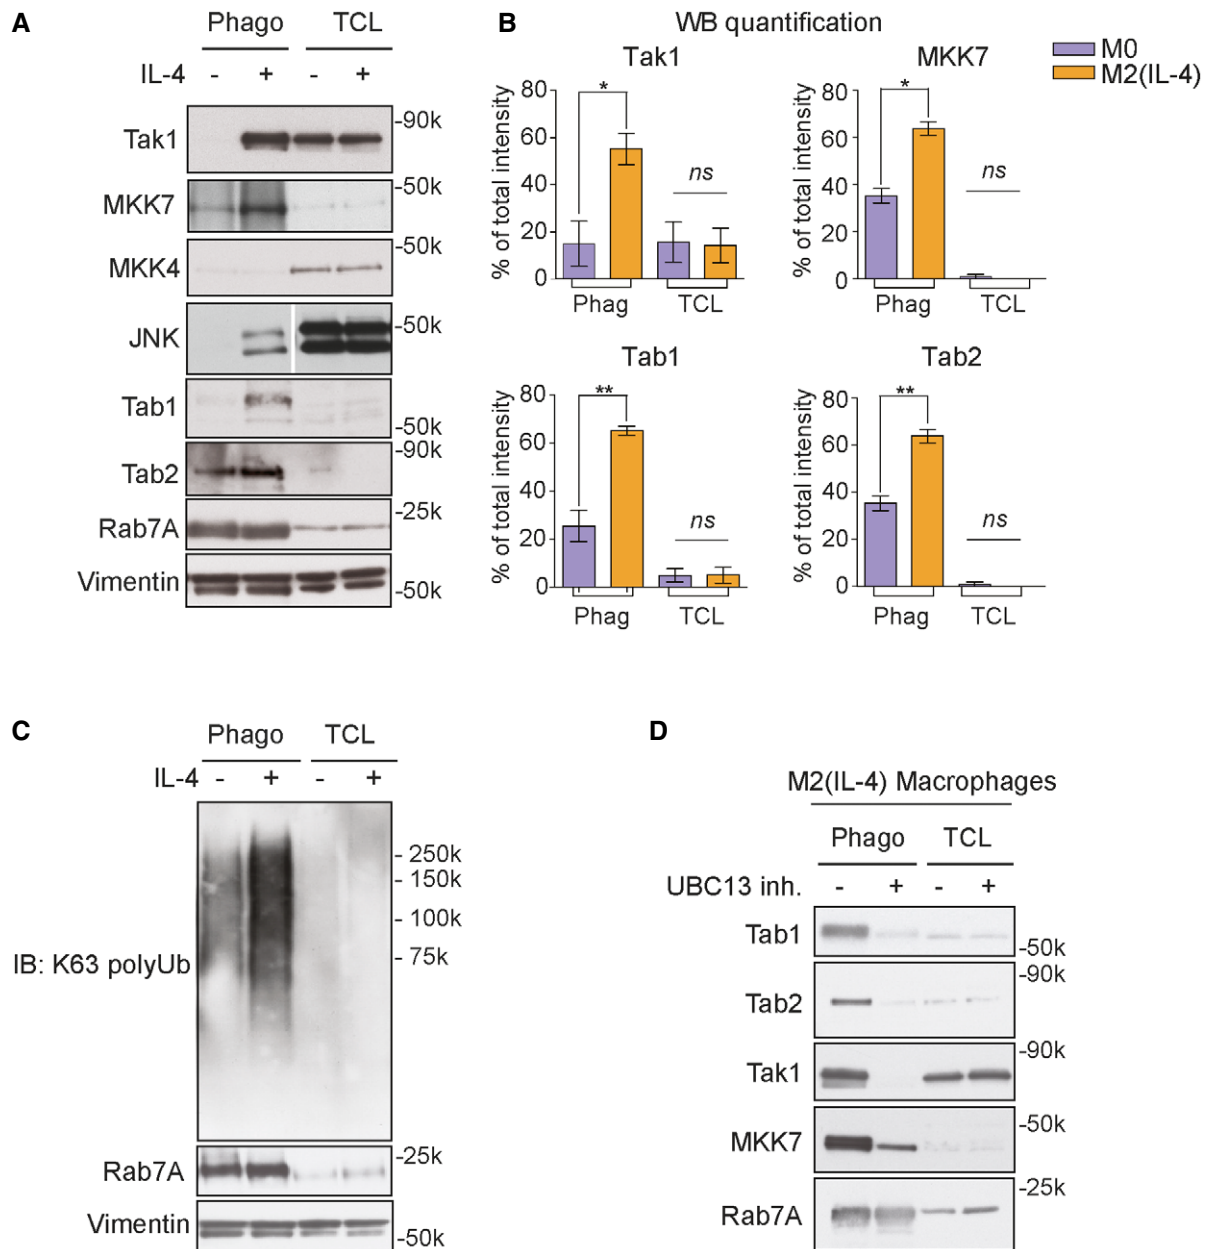 A
Phago TCL
IL-4 - + - +
Tak1 -90k
MKK7 -50k
MKK4 -50k
JNK -50k
Tab1 -50k
Tab2 -90k
Rab7A -25k
Vimentin -50k
B
WB quantification
M0
M2(IL-4)
Tak1
% of total intensity
80
60
40
20
0
*
ns
Phag TCL
MKK7
% of total intensity
80
60
40
20
0
*
ns
Phag TCL
Tab1
% of total intensity
80
60
40
20
0
**
ns
Phag TCL
Tab2
% of total intensity
80
60
40
20
0
**
ns
Phag TCL
C
Phago TCL
IL-4 - + - +
IB: K63 polyUb
- 250k
- 150k
- 100k
- 75k
Rab7A -25k
Vimentin -50k
D
M2(IL-4) Macrophages
Phago TCL
UBC13 inh. - + - +
Tab1 -50k
Tab2 -90k
Tak1 -90k
MKK7 -50k
Rab7A -25k